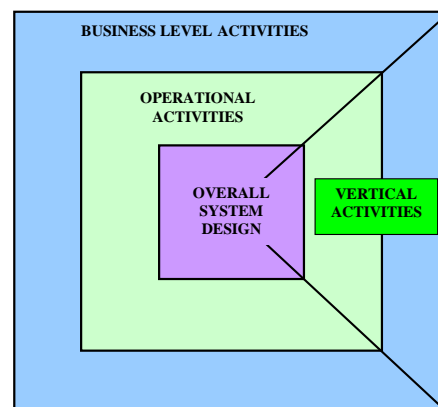 BUSINESS LEVEL ACTIVITIES
OPERATIONAL
ACTIVITIES
OVERALL
SYSTEM
DESIGN
VERTICAL
ACTIVITIES